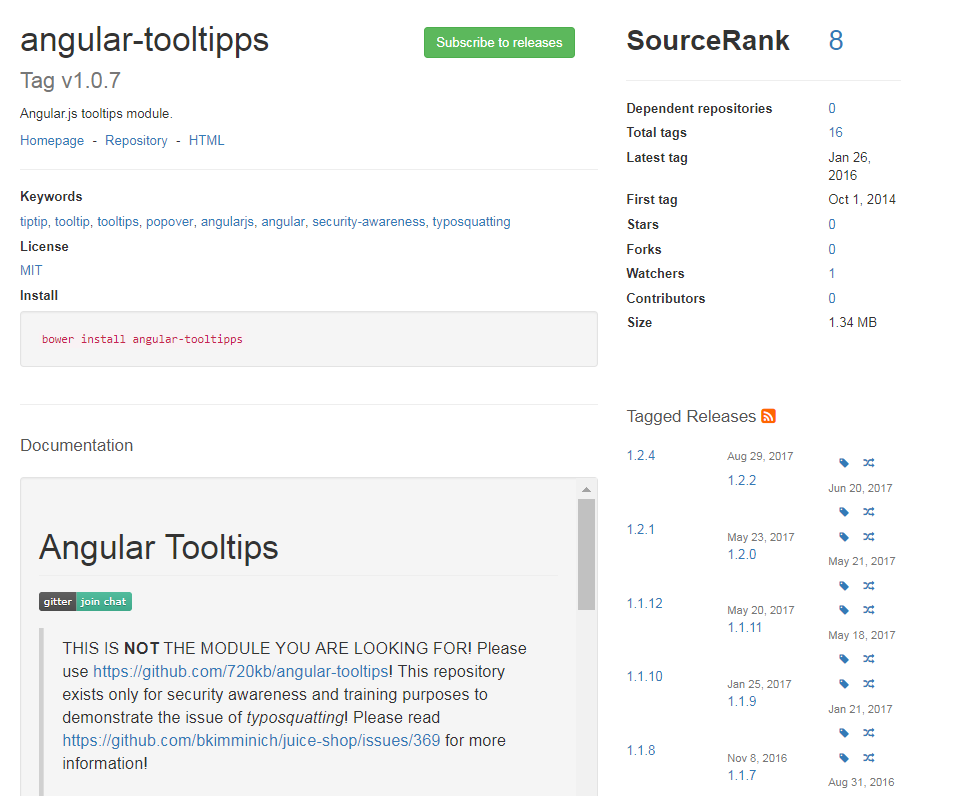 angular-tooltipps
Subscribe to releases
Tag v1.0.7
Angular.js tooltips module.
Homepage - Repository - HTML
Keywords
tiptip, tooltip, tooltips, popover, angularjs, angular, security-awareness, typosquatting
License
MIT
Install
bower install angular-tooltipps
Documentation
Angular Tooltips
gitter join chat
THIS IS NOT THE MODULE YOU ARE LOOKING FOR! Please
use https://github.com/720kb/angular-tooltips! This repository
exists only for security awareness and training purposes to
demonstrate the issue of typosquatting! Please read
https://github.com/bkimminich/juice-shop/issues/369 for more
information!
SourceRank 8
Dependent repositories 0
Total tags 16
Latest tag Jan 26,
2016
First tag Oct 1, 2014
Stars 0
Forks 0
Watchers 1
Contributors 0
Size 1.34 MB
Tagged Releases
1.2.4 Aug 29, 2017
1.2.2 Jun 20, 2017
1.2.1 May 23, 2017
1.2.0 May 21, 2017
1.1.12 May 20, 2017
1.1.11 May 18, 2017
1.1.10 Jan 25, 2017
1.1.9 Jan 21, 2017
1.1.8 Nov 8, 2016
1.1.7 Aug 31, 2016